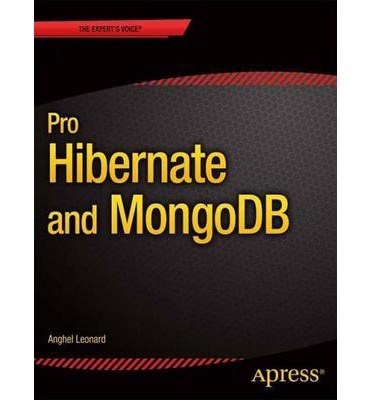 THE EXPERT'S VOICE®
Pro
Hibernate
and MongoDB
Anghel Leonard
Apress®